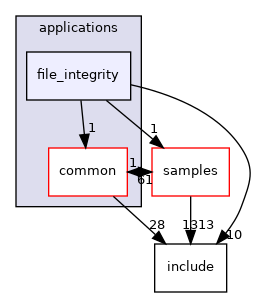 applications
file_integrity
1
1
common
1
61
samples
28
1313
10
include